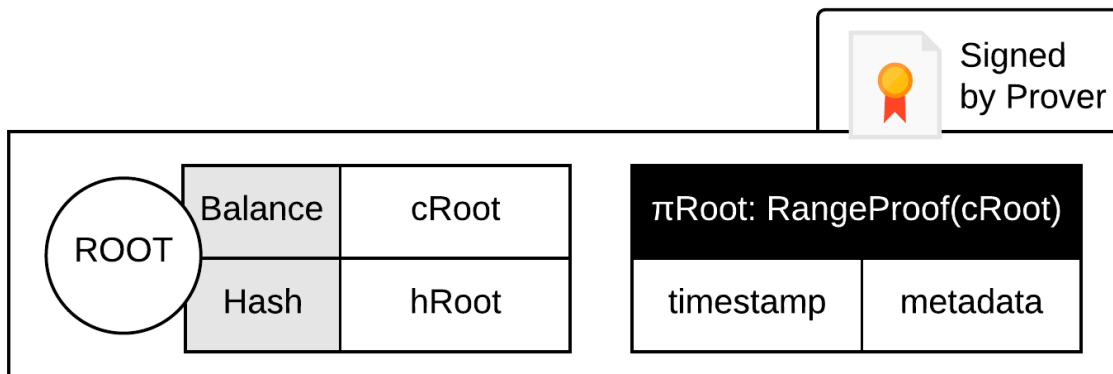 Signed
by Prover
ROOT
Balance
cRoot
Hash
hRoot
πRoot: RangeProof(cRoot)
timestamp
metadata